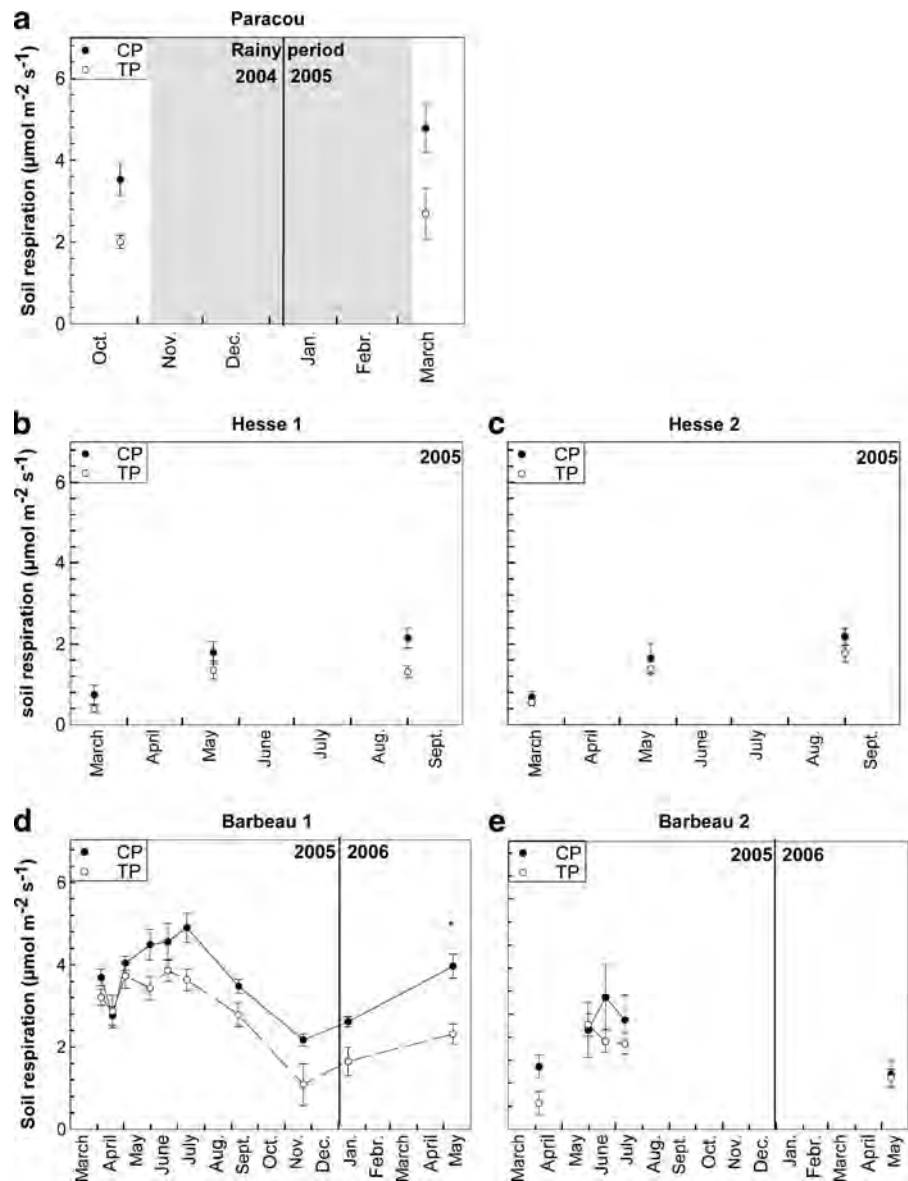 a
Paracou
CP
TP
Rainy period
2004 2005
Soil respiration (µmol m⁻² s⁻¹)
6
4
2
0
Oct.
Nov.
Dec.
Jan.
Febr.
March
b
Hesse 1
CP
TP
2005
soil respiration (µmol m⁻² s⁻¹)
6
4
2
0
March
April
May
June
July
Aug.
Sept.
c
Hesse 2
CP
TP
2005
March
April
May
June
July
Aug.
Sept.
d
Barbeau 1
CP
TP
2005 2006
*
Soil respiration (µmol m⁻² s⁻¹)
6
4
2
0
March
April
May
June
July
Aug.
Sept.
Oct.
Nov.
Dec.
Jan.
Febr.
March
April
May
e
Barbeau 2
CP
TP
2005 2006
March
April
May
June
July
Aug.
Sept.
Oct.
Nov.
Dec.
Jan.
Febr.
March
April
May